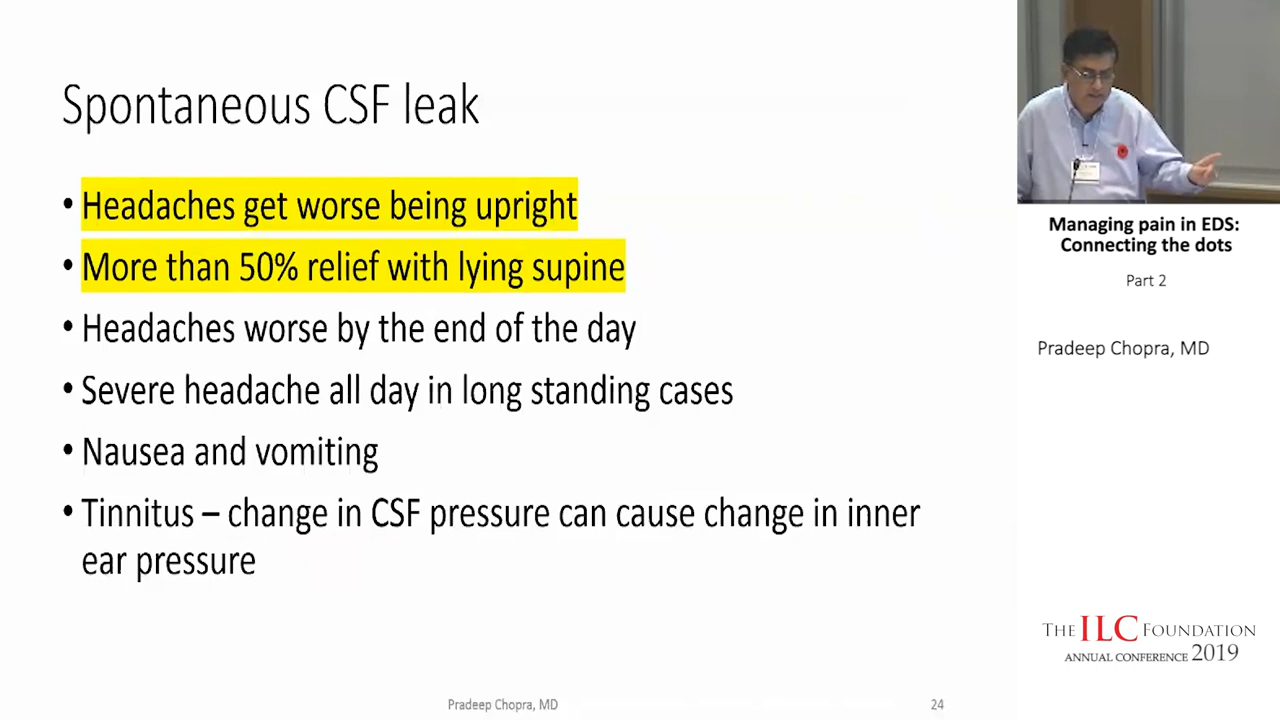 Spontaneous CSF leak
• Headaches get worse being upright
• More than 50% relief with lying supine
• Headaches worse by the end of the day
• Severe headache all day in long standing cases
• Nausea and vomiting
• Tinnitus – change in CSF pressure can cause change in inner
ear pressure
Pradeep Chopra, MD
24
Managing pain in EDS:
Connecting the dots
Part 2
Pradeep Chopra, MD
THE ILC FOUNDATION
ANNUAL CONFERENCE 2019